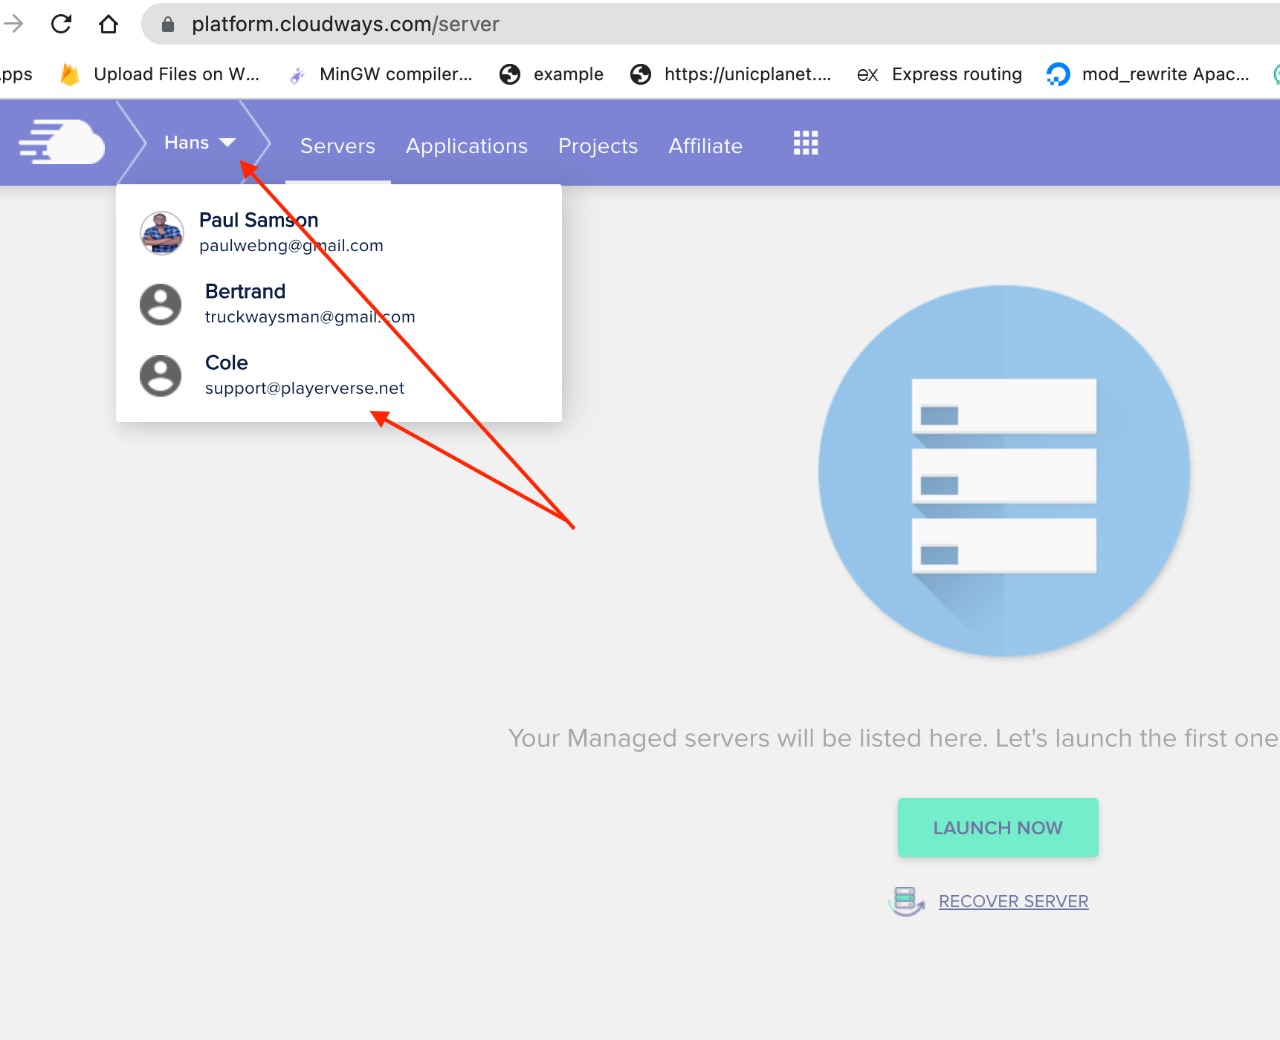 platform.cloudways.com/server
pps Upload Files on W... MinGW compiler... example https://unicplanet.... ex Express routing mod_rewrite Apac...
Hans Servers Applications Projects Affiliate
Paul Samson
paulwebng@gmail.com
Bertrand
truckwaysman@gmail.com
Cole
support@playerverse.net
Your Managed servers will be listed here. Let's launch the first one
LAUNCH NOW
RECOVER SERVER